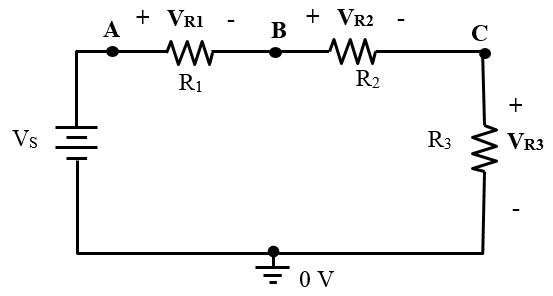 + VR1 -
+ VR2 -
A
B
C
R1
R2
+
VS
R3
VR3
-
0 V